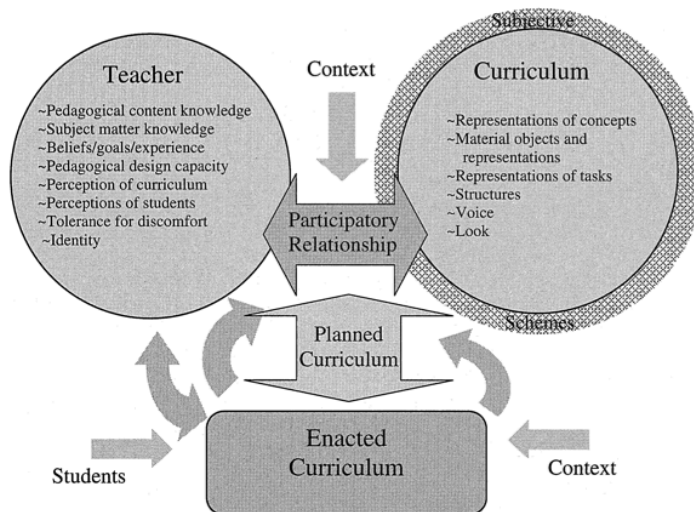 Teacher
~Pedagogical content knowledge
~Subject matter knowledge
~Beliefs/goals/experience
~Pedagogical design capacity
~Perception of curriculum
~Perceptions of students
~Tolerance for discomfort
~Identity
Context
Subjective
Curriculum
~Representations of concepts
~Material objects and
representations
~Representations of tasks
~Structures
~Voice
~Look
Schemes
Participatory
Relationship
Planned
Curriculum
Enacted
Curriculum
Students
Context